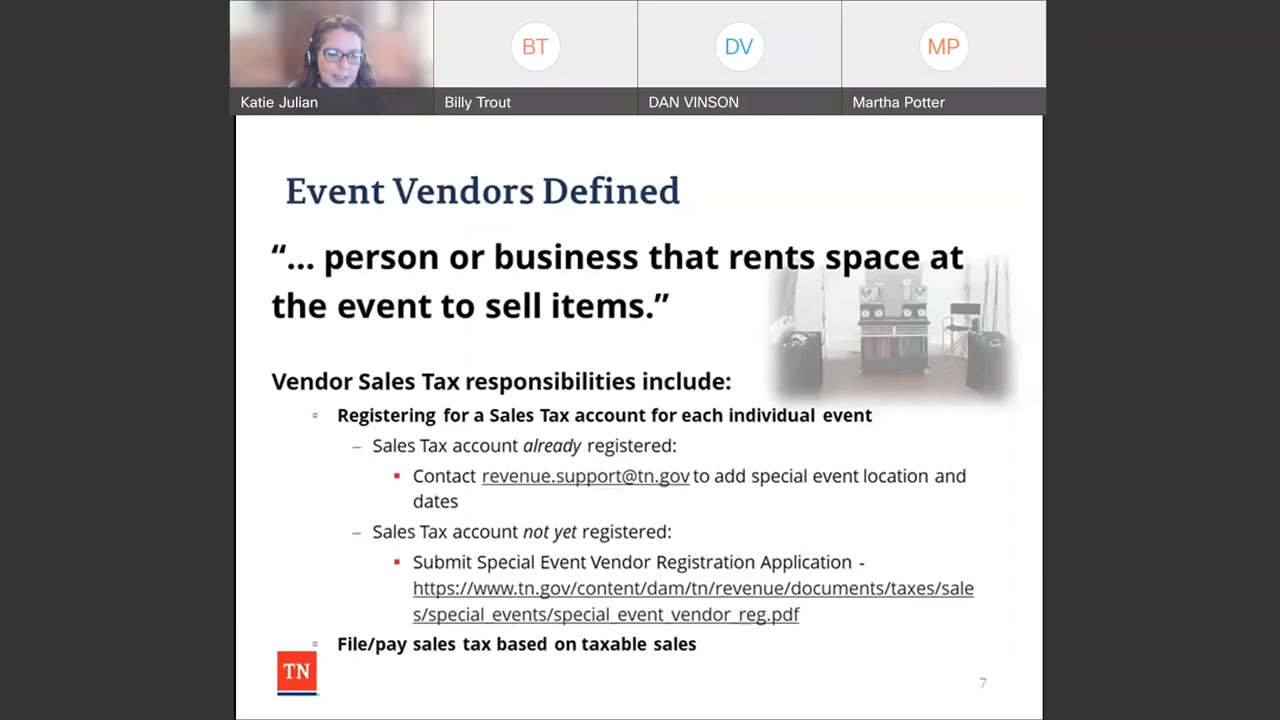 BT
DV
MP
Katie Julian
Billy Trout
DAN VINSON
Martha Potter
Event Vendors Defined
“... person or business that rents space at
the event to sell items.”
Vendor Sales Tax responsibilities include:
Registering for a Sales Tax account for each individual event
– Sales Tax account already registered:
Contact revenue.support@tn.gov to add special event location and
dates
– Sales Tax account not yet registered:
Submit Special Event Vendor Registration Application -
https://www.tn.gov/content/dam/tn/revenue/documents/taxes/sale
s/special_events/special_event_vendor_reg.pdf
File/pay sales tax based on taxable sales
TN
7